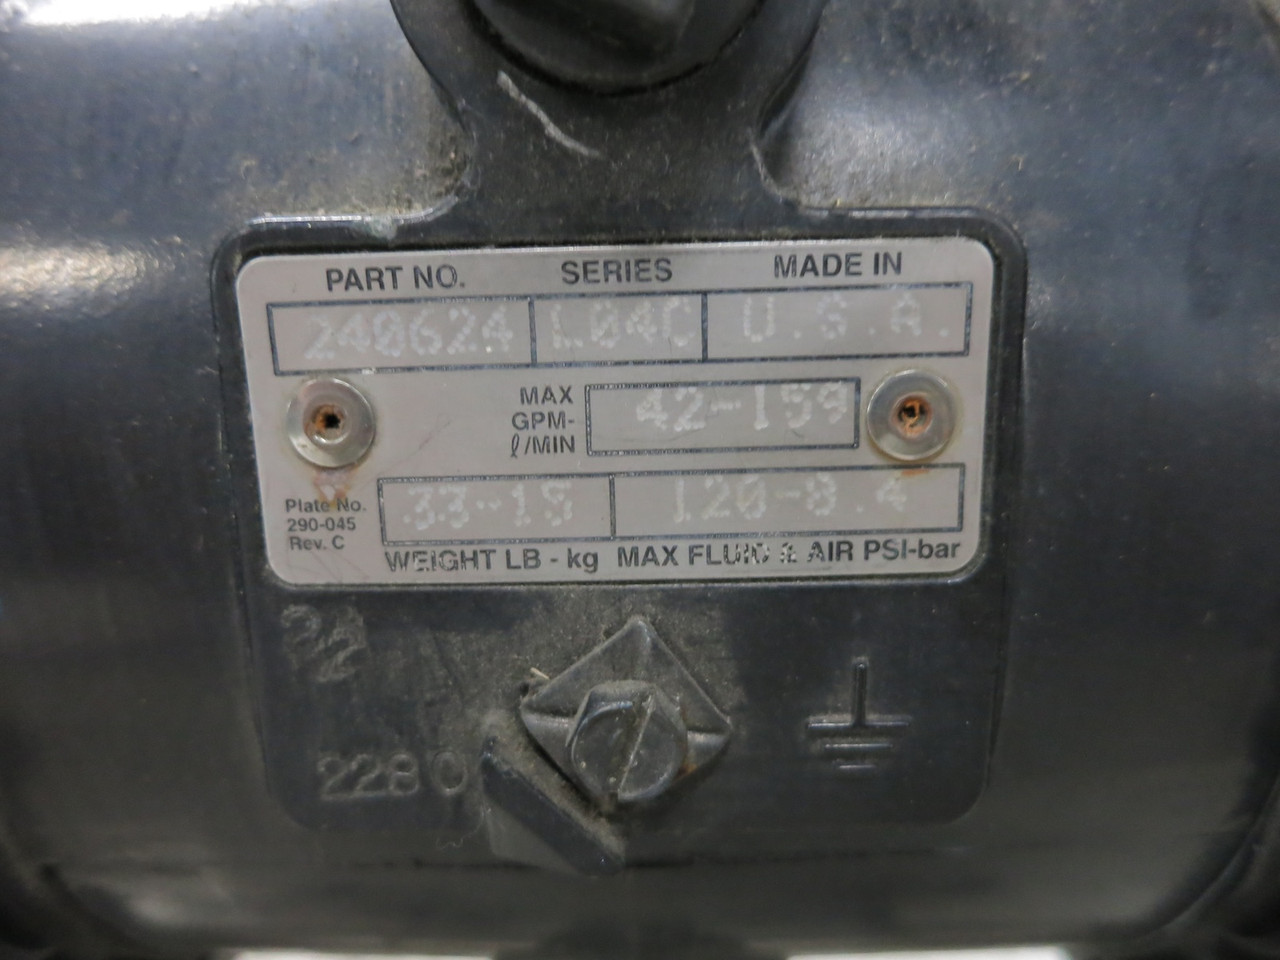 PART NO. SERIES MADE IN
240624 L04C U.S.A.
MAX
GPM-
ℓ/MIN
42-159
33-15 120-8.4
Plate No.
290-045
Rev. C
WEIGHT LB - kg MAX FLUID & AIR PSI-bar
2280